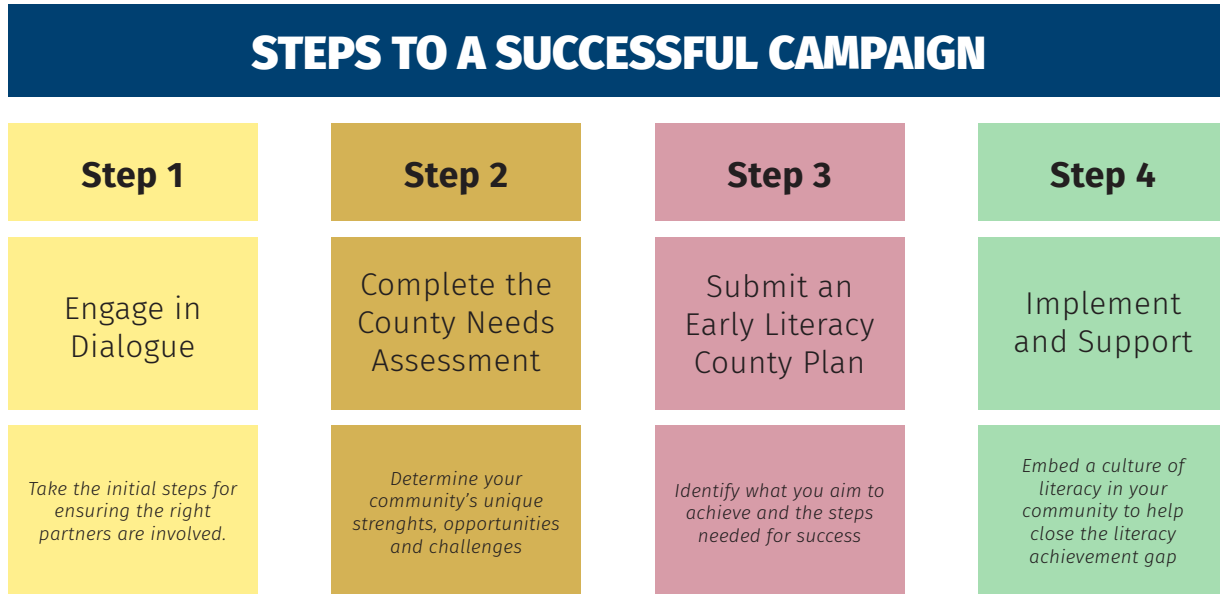 STEPS TO A SUCCESSFUL CAMPAIGN
Step 1
Engage in
Dialogue
Take the initial steps for
ensuring the right
partners are involved.
Step 2
Complete the
County Needs
Assessment
Determine your
community's unique
strenghts, opportunities
and challenges
Step 3
Submit an
Early Literacy
County Plan
Identify what you aim to
achieve and the steps
needed for success
Step 4
Implement
and Support
Embed a culture of
literacy in your
community to help
close the literacy
achievement gap